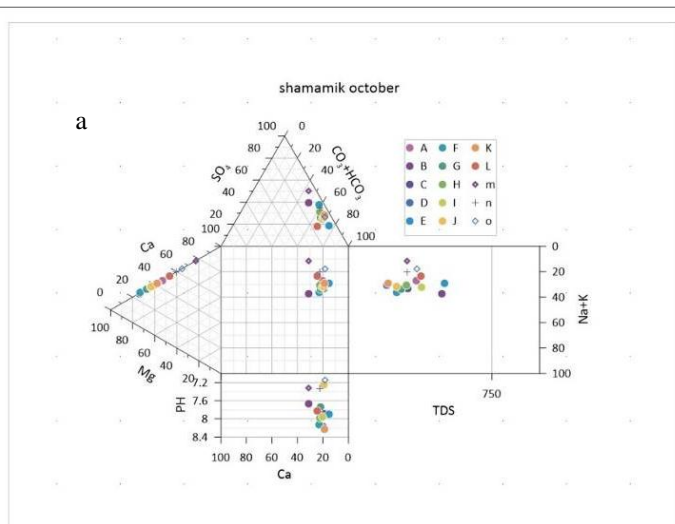 shamamik october
a
100 0
80 20
60 40
40 60
20 80
100 100
SO4 CO3+HCO3
A F K
B G L
C H m
D I n
E J o
Ca
80
60
40
20
0
100
80
60
40
20
Mg
0
20
40
60
80
100
Na+K
750
TDS
7.2
7.6
8
8.4
PH
100 80 60 40 20 0
Ca